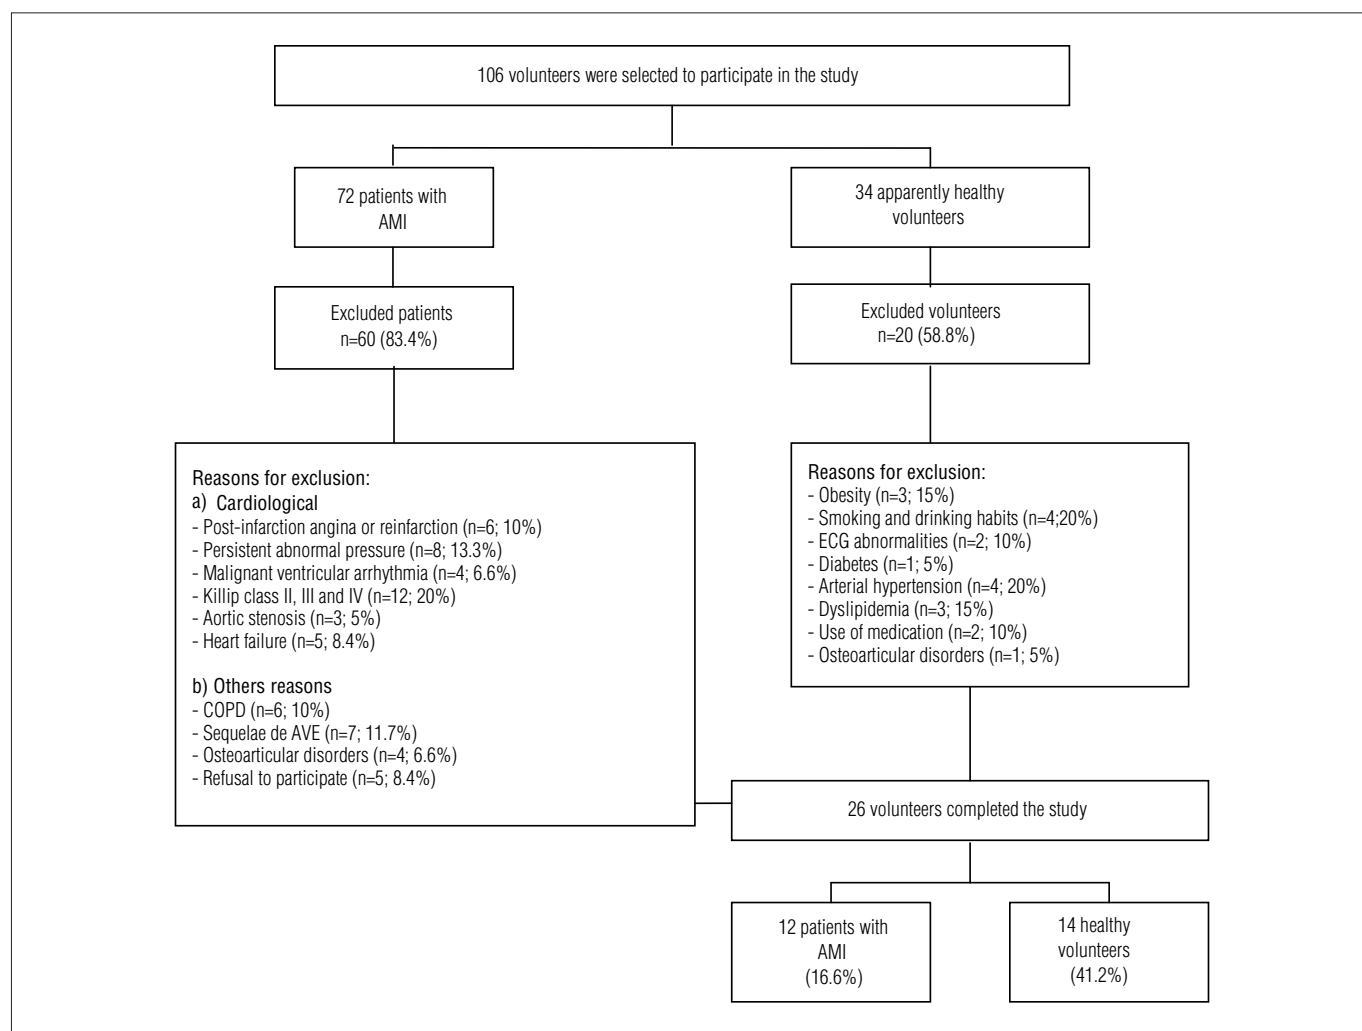 106 volunteers were selected to participate in the study
72 patients with
AMI
34 apparently healthy
volunteers
Excluded patients
n=60 (83.4%)
Excluded volunteers
n=20 (58.8%)
Reasons for exclusion:
a) Cardiological
- Post-infarction angina or reinfarction (n=6; 10%)
- Persistent abnormal pressure (n=8; 13.3%)
- Malignant ventricular arrhythmia (n=4; 6.6%)
- Killip class II, III and IV (n=12; 20%)
- Aortic stenosis (n=3; 5%)
- Heart failure (n=5; 8.4%)
b) Others reasons
- COPD (n=6; 10%)
- Sequelae de AVE (n=7; 11.7%)
- Osteoarticular disorders (n=4; 6.6%)
- Refusal to participate (n=5; 8.4%)
Reasons for exclusion:
- Obesity (n=3; 15%)
- Smoking and drinking habits (n=4;20%)
- ECG abnormalities (n=2; 10%)
- Diabetes (n=1; 5%)
- Arterial hypertension (n=4; 20%)
- Dyslipidemia (n=3; 15%)
- Use of medication (n=2; 10%)
- Osteoarticular disorders (n=1; 5%)
26 volunteers completed the study
12 patients with
AMI
(16.6%)
14 healthy
volunteers
(41.2%)